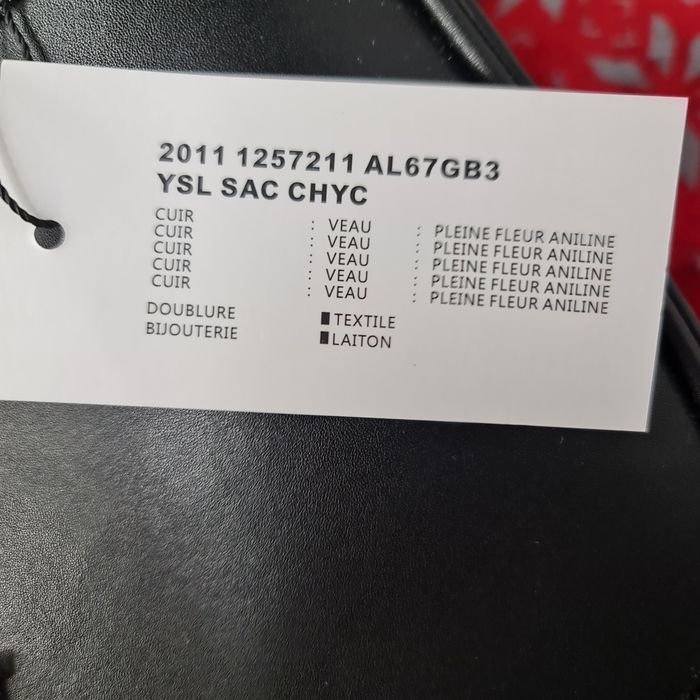 2011 1257211 AL67GB3
YSL SAC CHYC
CUIR : VEAU : PLEINE FLEUR ANILINE
CUIR : VEAU : PLEINE FLEUR ANILINE
CUIR : VEAU : PLEINE FLEUR ANILINE
CUIR : VEAU : PLEINE FLEUR ANILINE
CUIR : VEAU : PLEINE FLEUR ANILINE
DOUBLURE TEXTILE
BIJOUTERIE LAITON